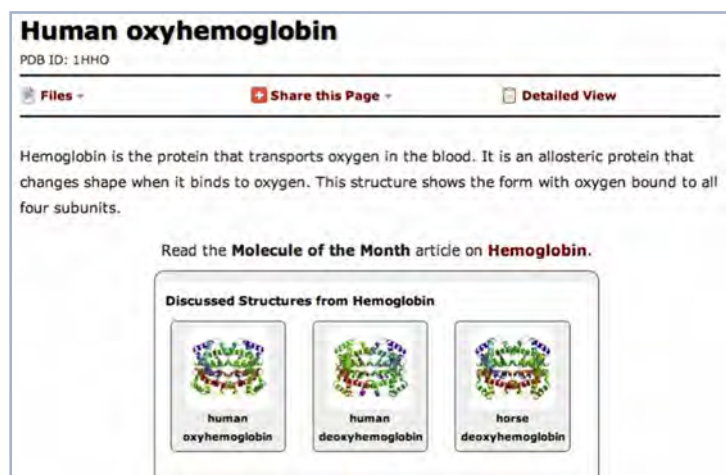 Human oxyhemoglobin
PDB ID: 1HHO
Files
Share this Page
Detailed View
Hemoglobin is the protein that transports oxygen in the blood. It is an allosteric protein that
changes shape when it binds to oxygen. This structure shows the form with oxygen bound to all
four subunits.
Read the Molecule of the Month article on Hemoglobin.
Discussed Structures from Hemoglobin
human
oxyhemoglobin
human
deoxyhemoglobin
horse
deoxyhemoglobin